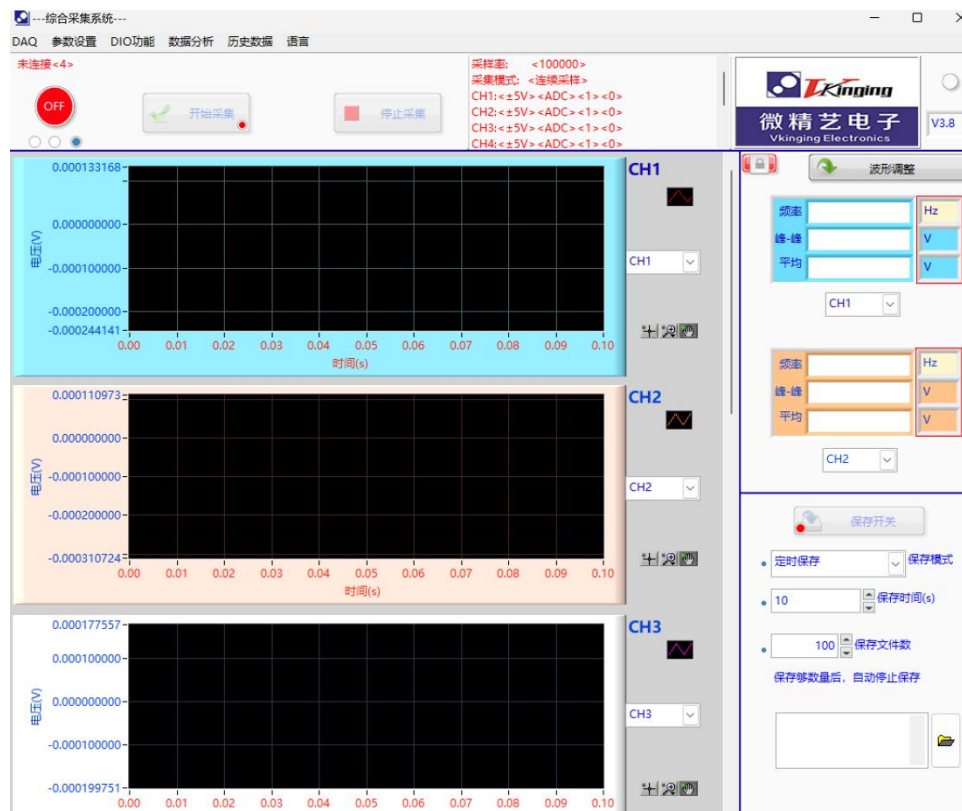 ---综合采集系统---
DAQ 参数设置 DIO功能 数据分析 历史数据 语言
未连接<4>
OFF
开始采集
停止采集
采样率: <100000>
采集模式: <连续采样>
CH1:<±5V><ADC><1><0>
CH2:<±5V><ADC><1><0>
CH3:<±5V><ADC><1><0>
CH4:<±5V><ADC><1><0>
Vkinging
微精艺电子
Vkinging Electronics
V3.8
CH1
电压(V)
0.000133168
0.000000000
-0.000100000
-0.000200000
-0.000244141
0.00 0.01 0.02 0.03 0.04 0.05 0.06 0.07 0.08 0.09 0.10
时间(s)
CH1
CH2
电压(V)
0.000110973
0.000000000
-0.000100000
-0.000200000
-0.000310724
0.00 0.01 0.02 0.03 0.04 0.05 0.06 0.07 0.08 0.09 0.10
时间(s)
CH2
CH3
电压(V)
0.000177557
0.000100000
0.000000000
-0.000100000
-0.000199751
0.00 0.01 0.02 0.03 0.04 0.05 0.06 0.07 0.08 0.09 0.10
CH3
波形调整
频率 Hz
峰-峰 V
平均 V
CH1
频率 Hz
峰-峰 V
平均 V
CH2
保存开关
定时保存 保存模式
10 保存时间(s)
100 保存文件数
保存够数量后，自动停止保存